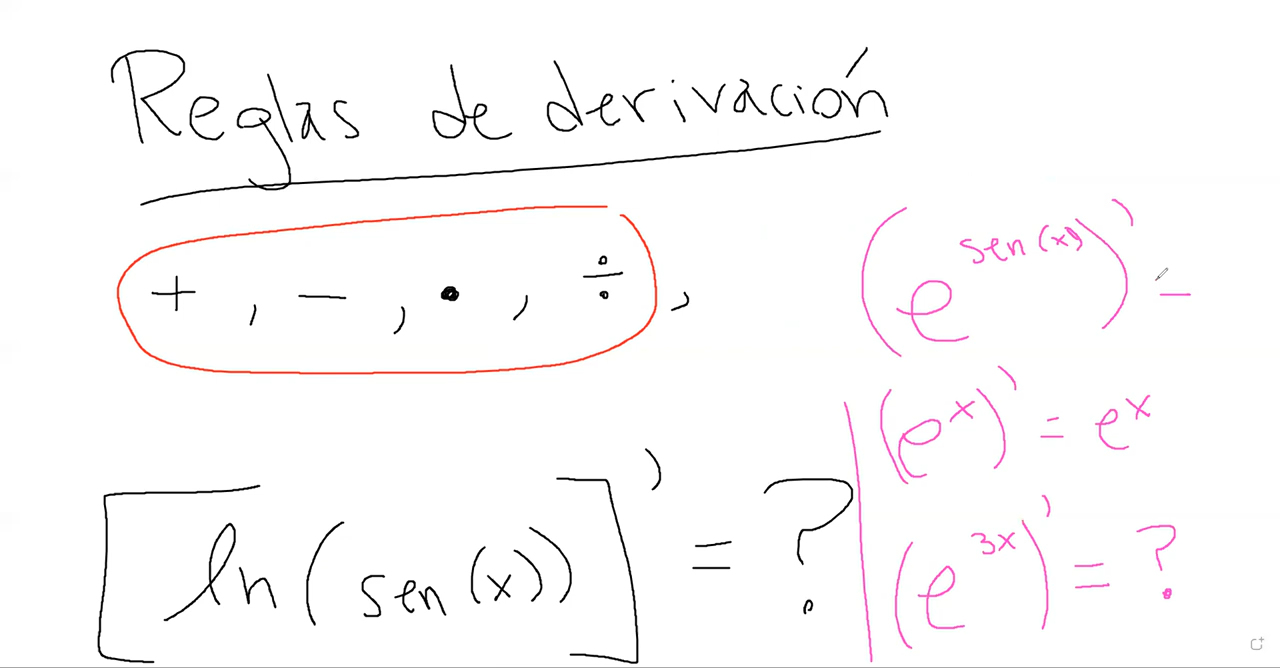 Reglas de derivación
+ , - , • , ÷ ,
(e^sen(x))' =
(e^x)' = e^x
(e^3x)' = ?
[ln(sen(x))]' = ?